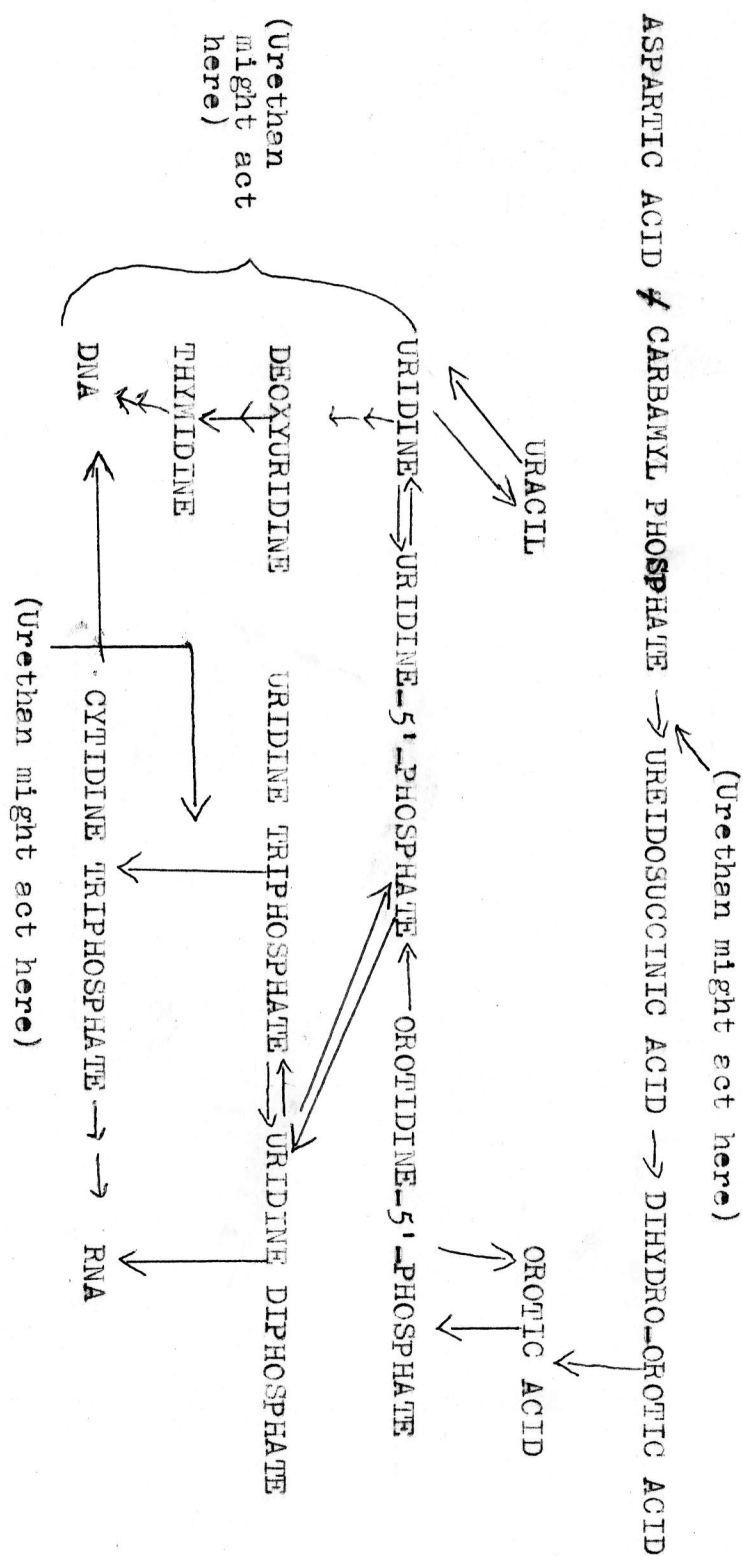 (Urethan might act here)
ASPARTIC ACID + CARBAMYL PHOSPHATE → UREIDOSUCCINIC ACID → DIHYDRO-OROTIC ACID
URACIL OROTIC ACID
URIDINE ⇌ URIDINE-5'-PHOSPHATE ← OROTIDINE-5'-PHOSPHATE
(Urethan
might act
here)
DEOXYURIDINE URIDINE TRIPHOSPHATE ⇌ URIDINE DIPHOSPHATE
THYMIDINE
DNA CYTIDINE TRIPHOSPHATE → → RNA
(Urethan might act here)